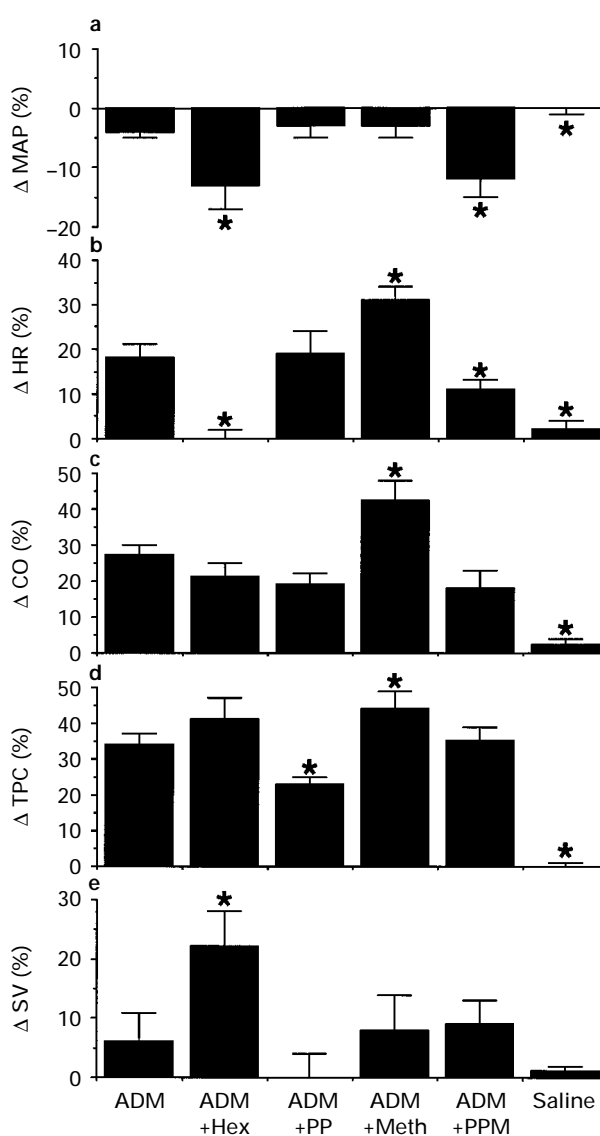 a
10
0
−10
−20
Δ MAP (%)
*
*
*
b
40
30
20
10
0
Δ HR (%)
*
*
*
*
c
50
40
30
20
10
0
Δ CO (%)
*
*
d
50
40
30
20
10
0
Δ TPC (%)
*
*
*
e
30
20
10
0
Δ SV (%)
*
ADM
ADM
+Hex
ADM
+PP
ADM
+Meth
ADM
+PPM
Saline